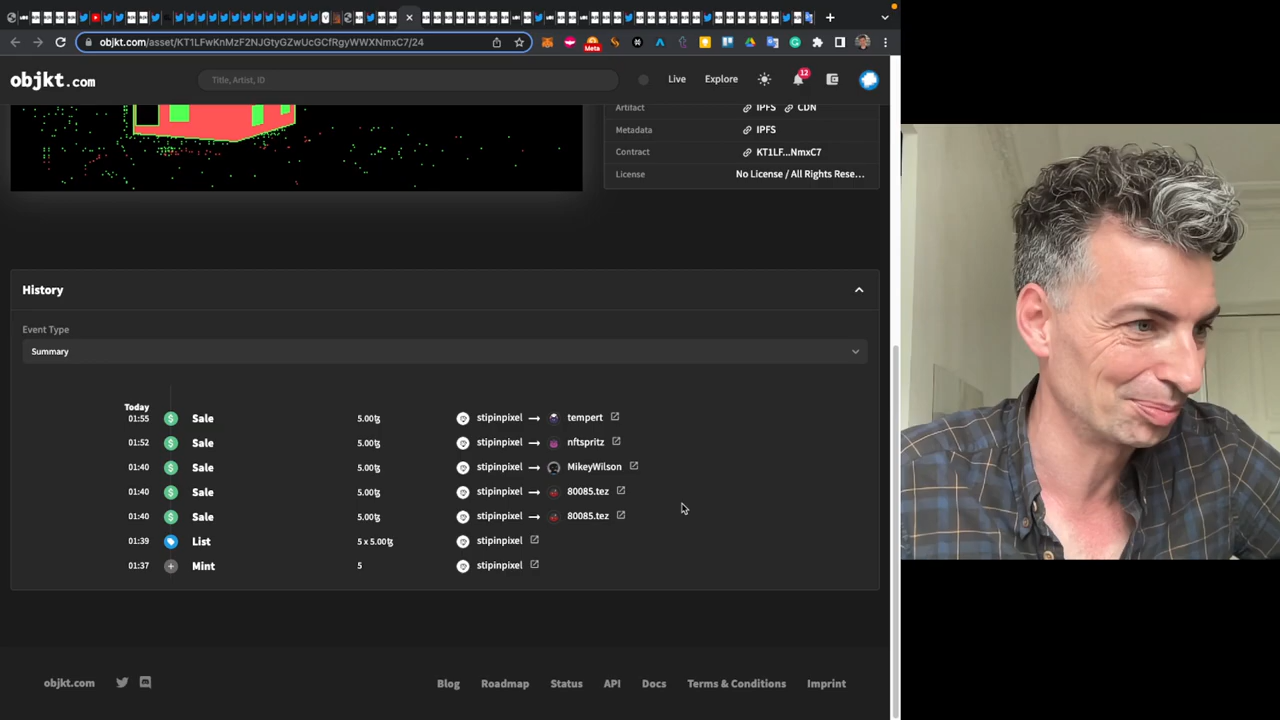 objkt.com/asset/KT1LFwKnMzF2NJGtyGZwUcGCfRgyWWXNmxC7/24
Meta
objkt.com
Title, Artist, ID
Live
Explore
12
Artifact
IPFS
CDN
Metadata
IPFS
Contract
KT1LF...NmxC7
License
No License / All Rights Rese...
History
Event Type
Summary
Today
01:55 Sale 5.00ꜩ stipinpixel → tempert
01:52 Sale 5.00ꜩ stipinpixel → nftspritz
01:40 Sale 5.00ꜩ stipinpixel → MikeyWilson
01:40 Sale 5.00ꜩ stipinpixel → 80085.tez
01:40 Sale 5.00ꜩ stipinpixel → 80085.tez
01:39 List 5 x 5.00ꜩ stipinpixel
01:37 Mint 5 stipinpixel
objkt.com
Blog Roadmap Status API Docs Terms & Conditions Imprint